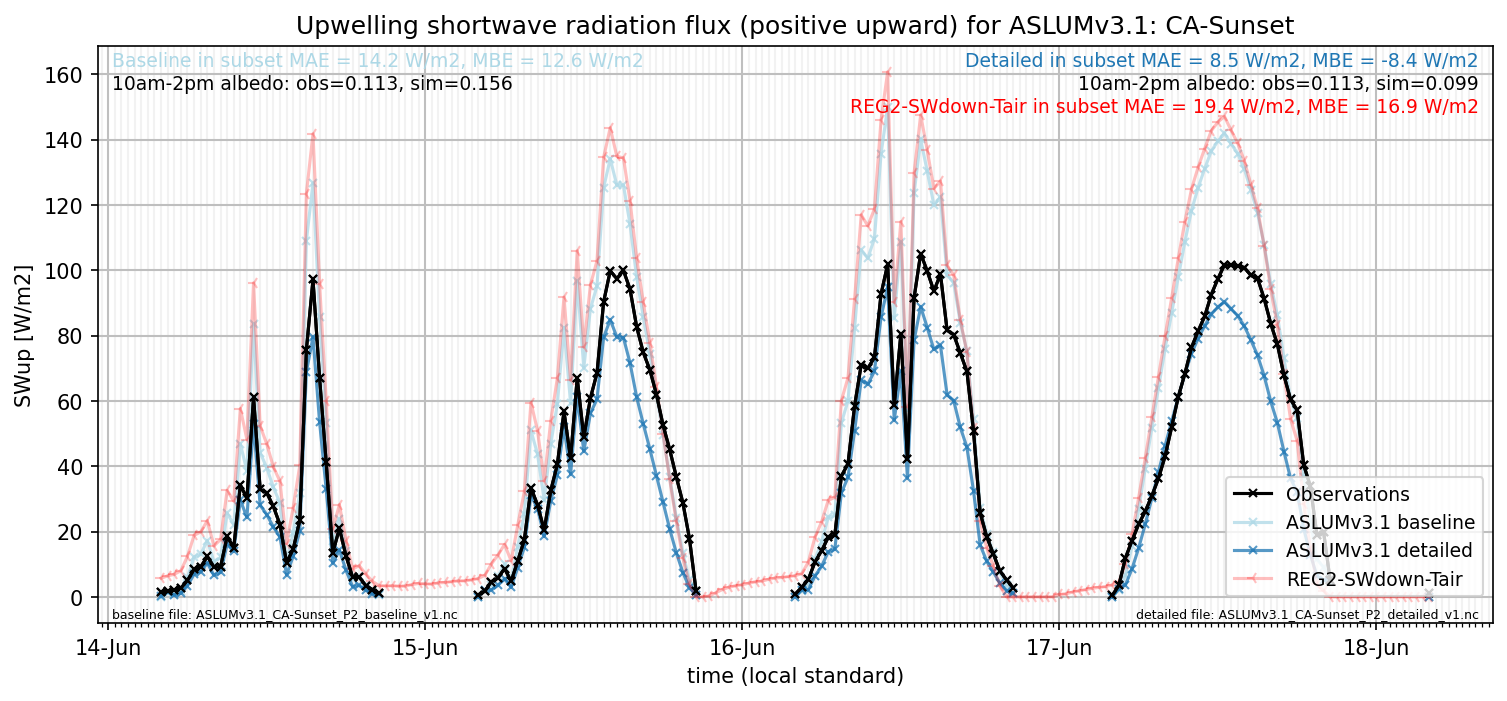 Upwelling shortwave radiation flux (positive upward) for ASLUMv3.1: CA-Sunset
Baseline in subset MAE = 14.2 W/m2, MBE = 12.6 W/m2
10am-2pm albedo: obs=0.113, sim=0.156
Detailed in subset MAE = 8.5 W/m2, MBE = -8.4 W/m2
10am-2pm albedo: obs=0.113, sim=0.099
REG2-SWdown-Tair in subset MAE = 19.4 W/m2, MBE = 16.9 W/m2
SWup [W/m2]
160
140
120
100
80
60
40
20
0
Observations
ASLUMv3.1 baseline
ASLUMv3.1 detailed
REG2-SWdown-Tair
baseline file: ASLUMv3.1_CA-Sunset_P2_baseline_v1.nc
detailed file: ASLUMv3.1_CA-Sunset_P2_detailed_v1.nc
14-Jun
15-Jun
16-Jun
17-Jun
18-Jun
time (local standard)